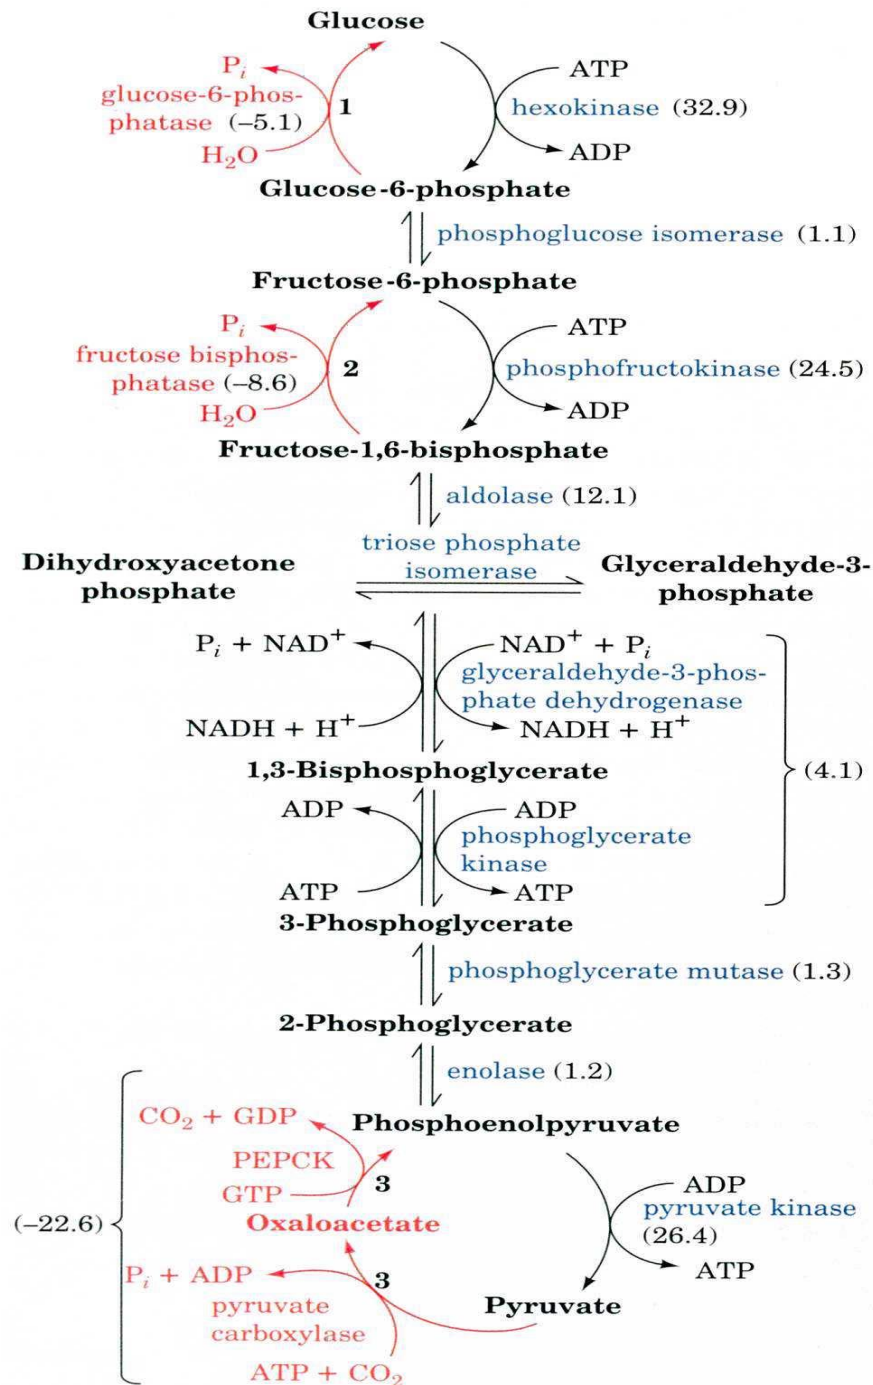 Glucose
P_i
ATP
glucose-6-phos-
phatase (–5.1)
1
hexokinase (32.9)
H₂O
ADP
Glucose-6-phosphate
phosphoglucose isomerase (1.1)
Fructose-6-phosphate
P_i
ATP
fructose bisphos-
phatase (–8.6)
2
phosphofructokinase (24.5)
H₂O
ADP
Fructose-1,6-bisphosphate
aldolase (12.1)
Dihydroxyacetone
phosphate
triose phosphate
isomerase
Glyceraldehyde-3-
phosphate
P_i + NAD⁺
NAD⁺ + P_i
glyceraldehyde-3-phos-
phate dehydrogenase
NADH + H⁺
NADH + H⁺
1,3-Bisphosphoglycerate
(4.1)
ADP
ADP
phosphoglycerate
kinase
ATP
ATP
3-Phosphoglycerate
phosphoglycerate mutase (1.3)
2-Phosphoglycerate
enolase (1.2)
Phosphoenolpyruvate
CO₂ + GDP
PEPCK
3
GTP
ADP
pyruvate kinase
(26.4)
ATP
(–22.6)
Oxaloacetate
P_i + ADP
3
Pyruvate
pyruvate
carboxylase
ATP + CO₂